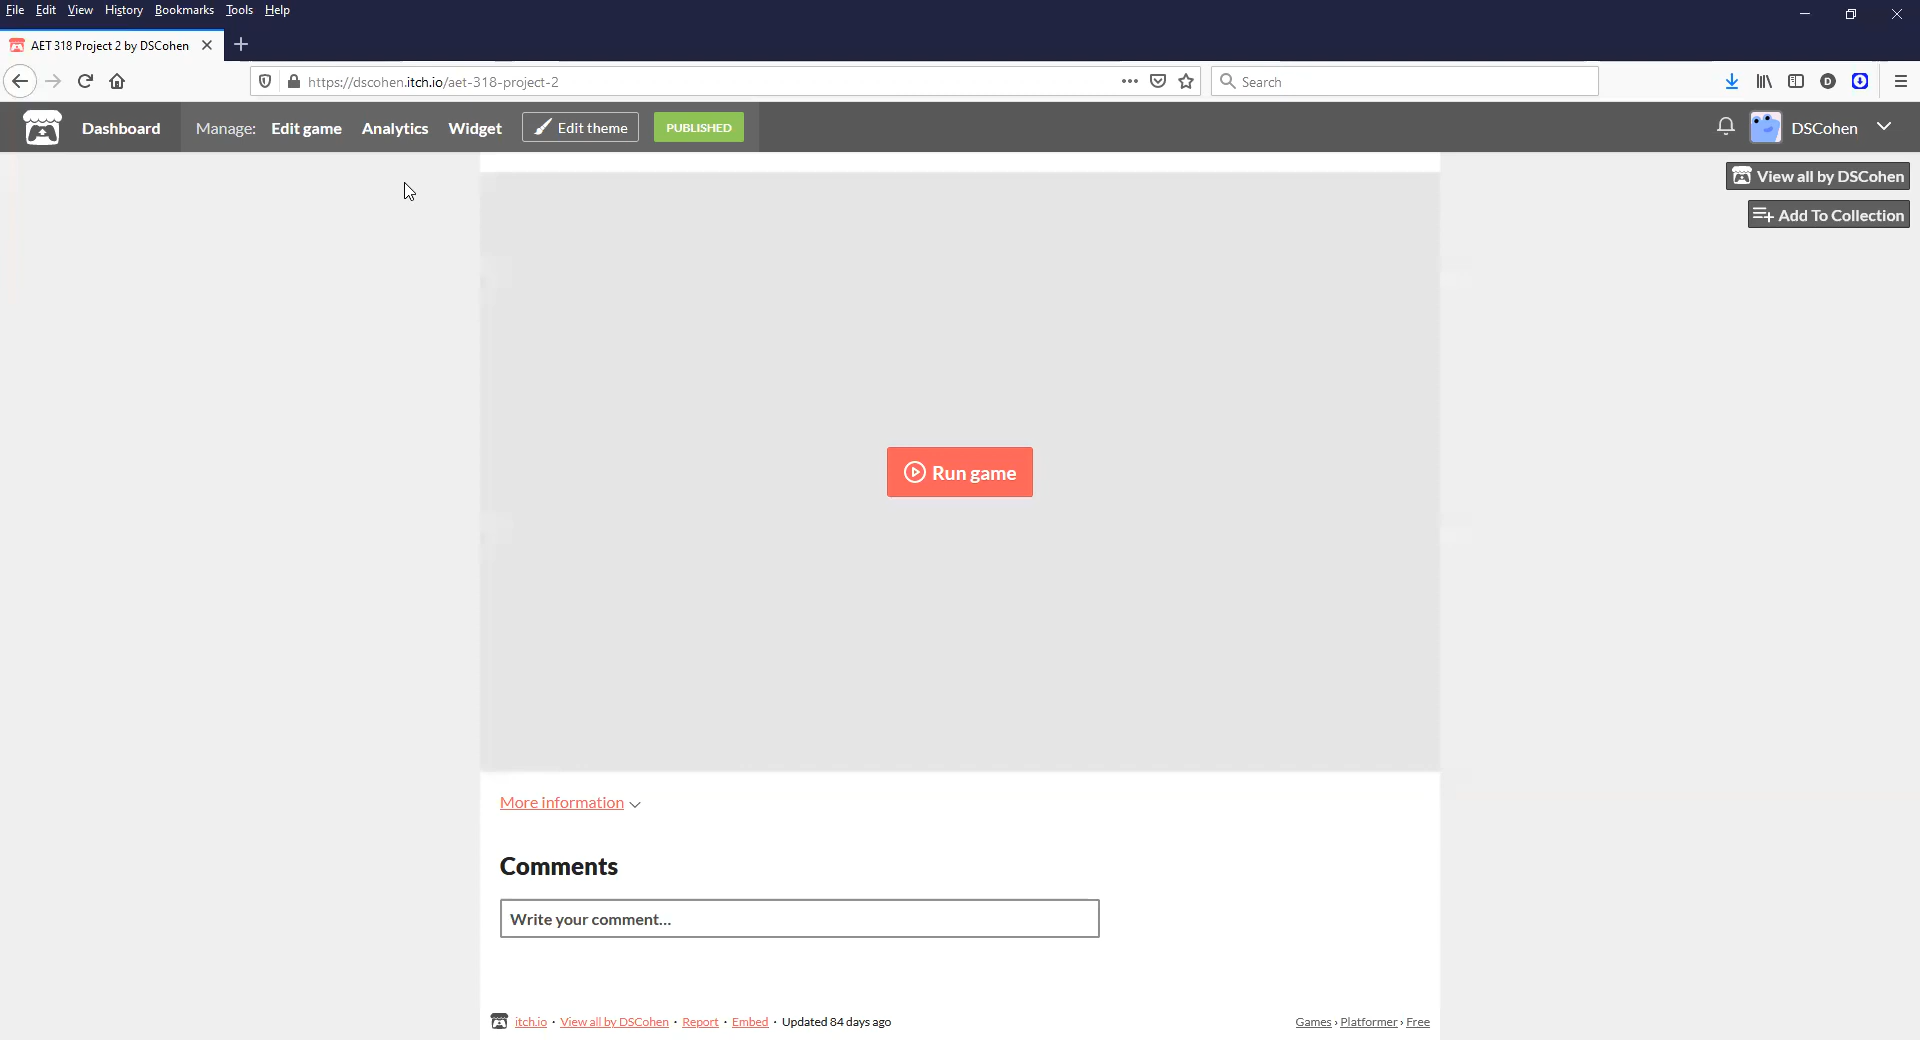 File Edit View History Bookmarks Tools Help
AET 318 Project 2 by DSCohen
https://dscohen.itch.io/aet-318-project-2
Search
D
Dashboard
Manage: Edit game Analytics Widget Edit theme PUBLISHED
DSCohen
View all by DSCohen
Add To Collection
Run game
More information
Comments
Write your comment...
itch.io · View all by DSCohen · Report · Embed · Updated 84 days ago
Games › Platformer › Free